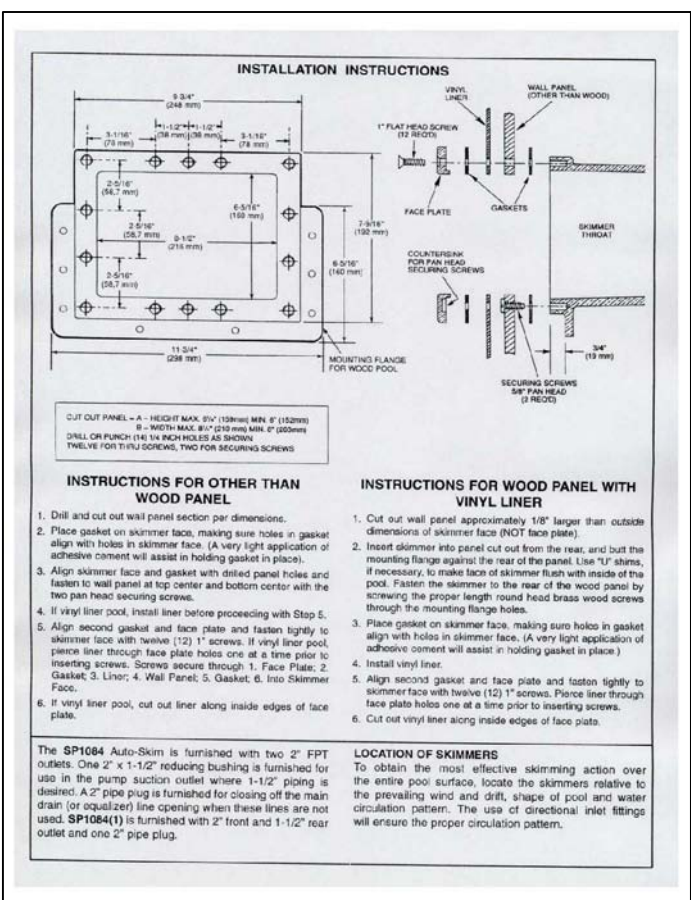 INSTALLATION INSTRUCTIONS
9-3/4"
(248 mm)
3-1/16"
(78 mm)
1-1/2"
(38 mm)
1-1/2"
(38 mm)
3-1/16"
(78 mm)
2-5/16"
(58,7 mm)
2-5/16"
(58,7 mm)
2-5/16"
(58,7 mm)
6-5/16"
(160 mm)
8-1/2"
(216 mm)
7-9/16"
(192 mm)
6-5/16"
(160 mm)
11-3/4"
(298 mm)
MOUNTING FLANGE
FOR WOOD POOL
VINYL
LINER
WALL PANEL
(OTHER THAN WOOD)
1" FLAT HEAD SCREW
(12 REQ'D)
FACE PLATE
GASKETS
SKIMMER
THROAT
COUNTERSINK
FOR PAN HEAD
SECURING SCREWS
3/4"
(19 mm)
SECURING SCREWS
5/8" PAN HEAD
(2 REQ'D)
CUT OUT PANEL – A – HEIGHT MAX. MIN. 6" (152mm)
B – WIDTH MAX. 8¼" (210 mm) MIN. 8" (203mm)
DRILL OR PUNCH (14) 1/4 INCH HOLES AS SHOWN
TWELVE FOR THRU SCREWS, TWO FOR SECURING SCREWS
INSTRUCTIONS FOR OTHER THAN
WOOD PANEL
1. Drill and cut out wall panel section per dimensions.
2. Place gasket on skimmer face, making sure holes in gasket
align with holes in skimmer face. (A very light application of
adhesive cement will assist in holding gasket in place).
3. Align skimmer face and gasket with drilled panel holes and
fasten to wall panel at top center and bottom center with the
two pan head securing screws.
4. If vinyl liner pool, install liner before proceeding with Step 5.
5. Align second gasket and face plate and fasten tightly to
skimmer face with twelve (12) 1" screws. If vinyl liner pool,
pierce liner through face plate holes one at a time prior to
inserting screws. Screws secure through 1. Face Plate; 2.
Gasket; 3. Liner; 4. Wall Panel; 5. Gasket; 6. Into Skimmer
Face.
6. If vinyl liner pool, cut out liner along inside edges of face
plate.
INSTRUCTIONS FOR WOOD PANEL WITH
VINYL LINER
1. Cut out wall panel approximately 1/8" larger than outside
dimensions of skimmer face (NOT face plate).
2. Insert skimmer into panel cut out from the rear, and butt the
mounting flange against the rear of the panel. Use "U" shims,
if necessary, to make face of skimmer flush with inside of the
pool. Fasten the skimmer to the rear of the wood panel by
screwing the proper length round head brass wood screws
through the mounting flange holes.
3. Place gasket on skimmer face, making sure holes in gasket
align with holes in skimmer face. (A very light application of
adhesive cement will assist in holding gasket in place.)
4. Install vinyl liner.
5. Align second gasket and face plate and fasten tightly to
skimmer face with twelve (12) 1" screws. Pierce liner through
face plate holes one at a time prior to inserting screws.
6. Cut out vinyl liner along inside edges of face plate.
The SP1084 Auto-Skim is furnished with two 2" FPT
outlets. One 2" x 1-1/2" reducing bushing is furnished for
use in the pump suction outlet where 1-1/2" piping is
desired. A 2" pipe plug is furnished for closing off the main
drain (or equalizer) line opening when these lines are not
used. SP1084(1) is furnished with 2" front and 1-1/2" rear
outlet and one 2" pipe plug.
LOCATION OF SKIMMERS
To obtain the most effective skimming action over
the entire pool surface, locate the skimmers relative to
the prevailing wind and drift, shape of pool and water
circulation pattern. The use of directional inlet fittings
will ensure the proper circulation pattern.